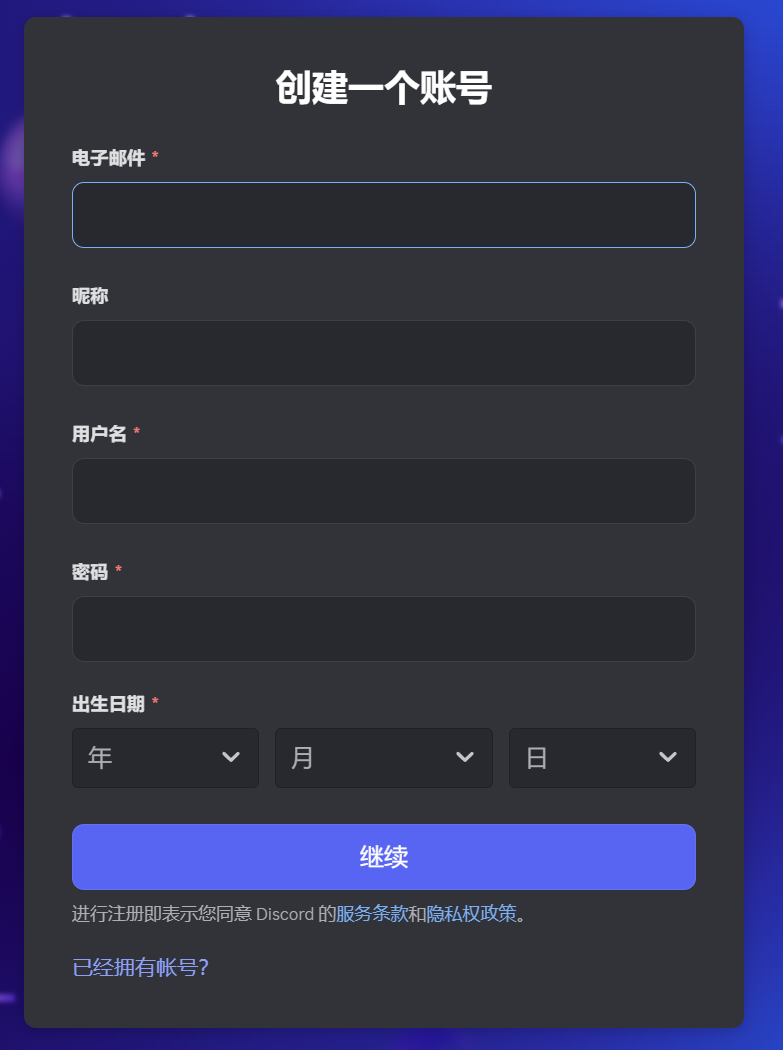 创建一个账号
电子邮件 *
昵称
用户名 *
密码 *
出生日期 *
年 月 日
继续
进行注册即表示您同意 Discord 的服务条款和隐私权政策。
已经拥有帐号?